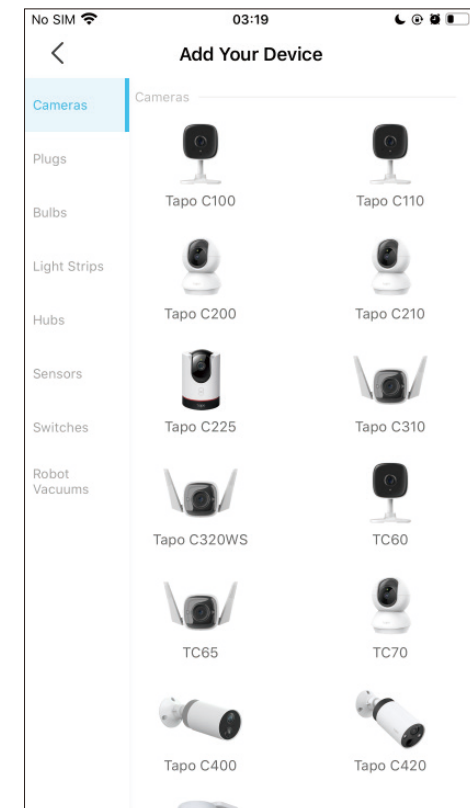 No SIM 03:19
Add Your Device
Cameras
Plugs
Bulbs
Light Strips
Hubs
Sensors
Switches
Robot
Vacuums
Cameras
Tapo C100 Tapo C110
Tapo C200 Tapo C210
Tapo C225 Tapo C310
Tapo C320WS TC60
TC65 TC70
Tapo C400 Tapo C420